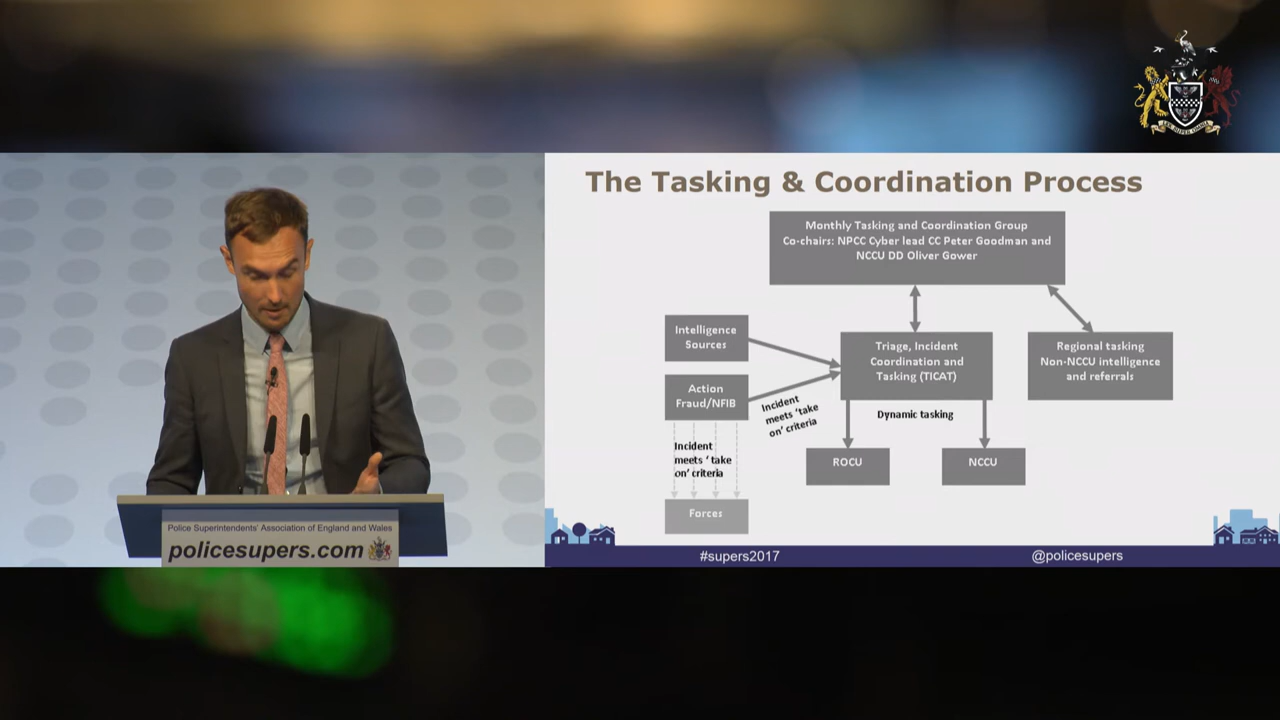 The Tasking & Coordination Process
Monthly Tasking and Coordination Group
Co-chairs: NPCC Cyber lead CC Peter Goodman and
NCCU DD Oliver Gower
Intelligence
Sources
Triage, Incident
Coordination and
Tasking (TICAT)
Regional tasking
Non-NCCU intelligence
and referrals
Action
Fraud/NFIB
Incident
meets 'take
on' criteria
Dynamic tasking
Incident
meets ' take
on' criteria
ROCU
NCCU
Forces
#supers2017
@policesupers
Police Superintendents' Association of England and Wales
policesupers.com